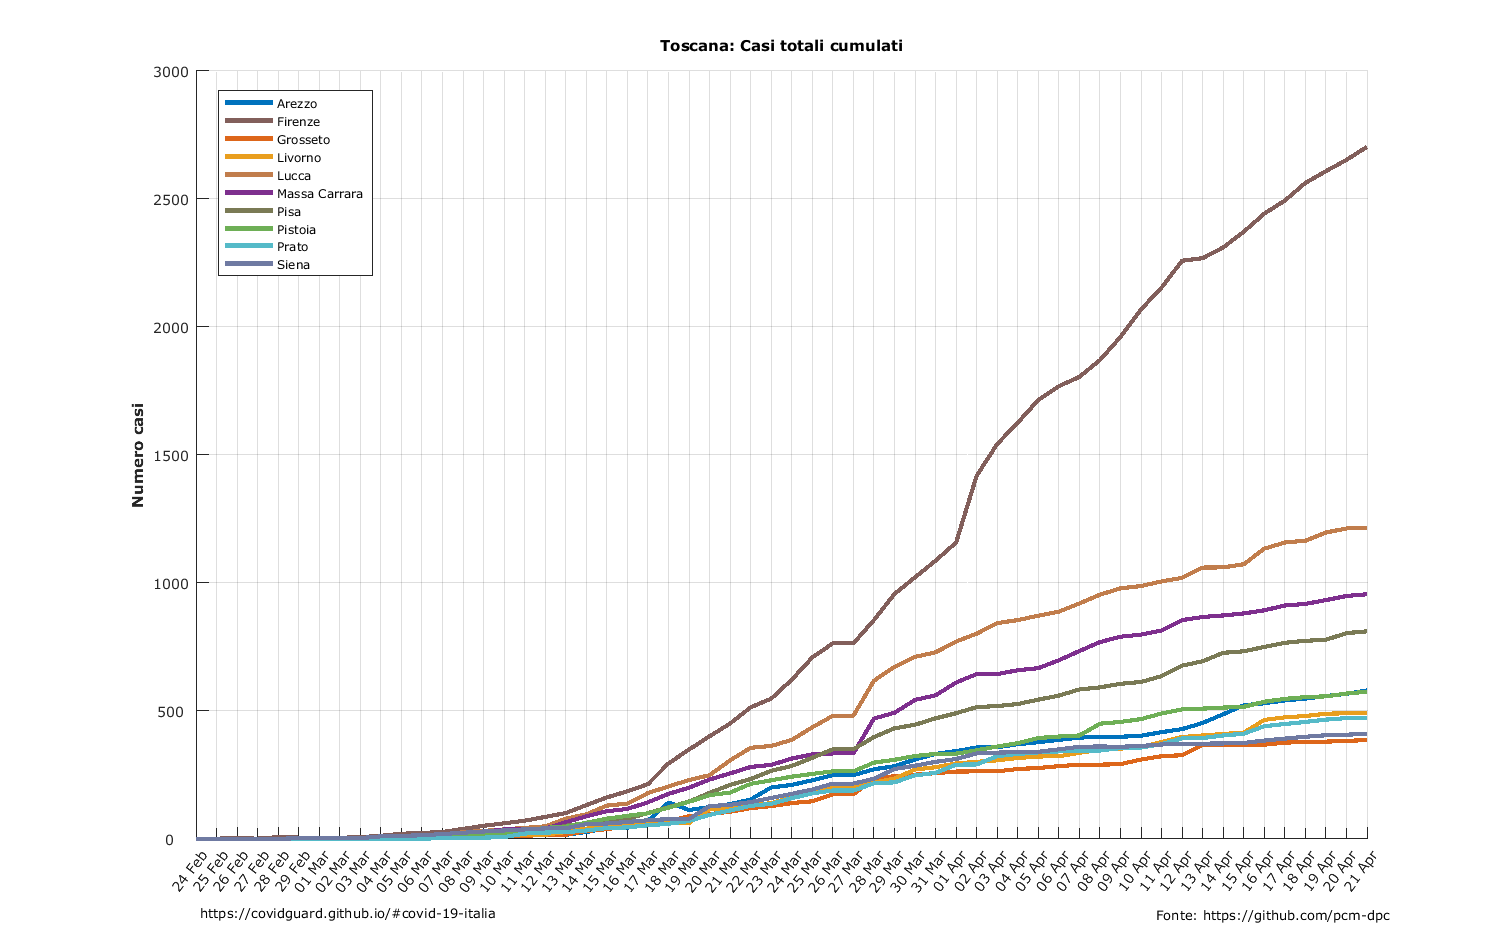 Toscana: Casi totali cumulati
3000
2500
2000
1500
1000
500
0
Numero casi
Arezzo
Firenze
Grosseto
Livorno
Lucca
Massa Carrara
Pisa
Pistoia
Prato
Siena
24 Feb
25 Feb
26 Feb
27 Feb
28 Feb
29 Feb
01 Mar
02 Mar
03 Mar
04 Mar
05 Mar
06 Mar
07 Mar
08 Mar
09 Mar
10 Mar
11 Mar
12 Mar
13 Mar
14 Mar
15 Mar
16 Mar
17 Mar
18 Mar
19 Mar
20 Mar
21 Mar
22 Mar
23 Mar
24 Mar
25 Mar
26 Mar
27 Mar
28 Mar
29 Mar
30 Mar
31 Mar
01 Apr
02 Apr
03 Apr
04 Apr
05 Apr
06 Apr
07 Apr
08 Apr
09 Apr
10 Apr
11 Apr
12 Apr
13 Apr
14 Apr
15 Apr
16 Apr
17 Apr
18 Apr
19 Apr
20 Apr
21 Apr
https://covidguard.github.io/#covid-19-italia
Fonte: https://github.com/pcm-dpc